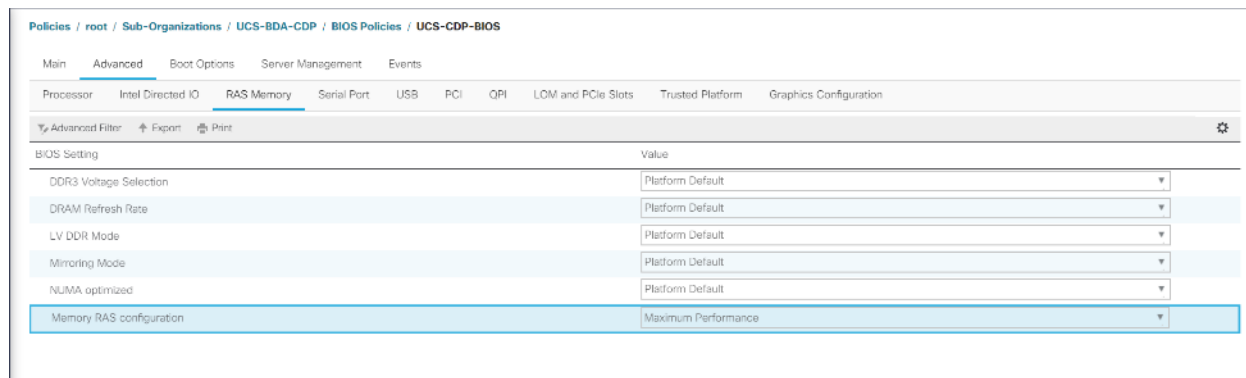 Policies / root / Sub-Organizations / UCS-BDA-CDP / BIOS Policies / UCS-CDP-BIOS
Main Advanced Boot Options Server Management Events
Processor Intel Directed IO RAS Memory Serial Port USB PCI QPI LOM and PCIe Slots Trusted Platform Graphics Configuration
Advanced Filter Export Print
BIOS Setting Value
DDR3 Voltage Selection Platform Default
DRAM Refresh Rate Platform Default
LV DDR Mode Platform Default
Mirroring Mode Platform Default
NUMA optimized Platform Default
Memory RAS configuration Maximum Performance